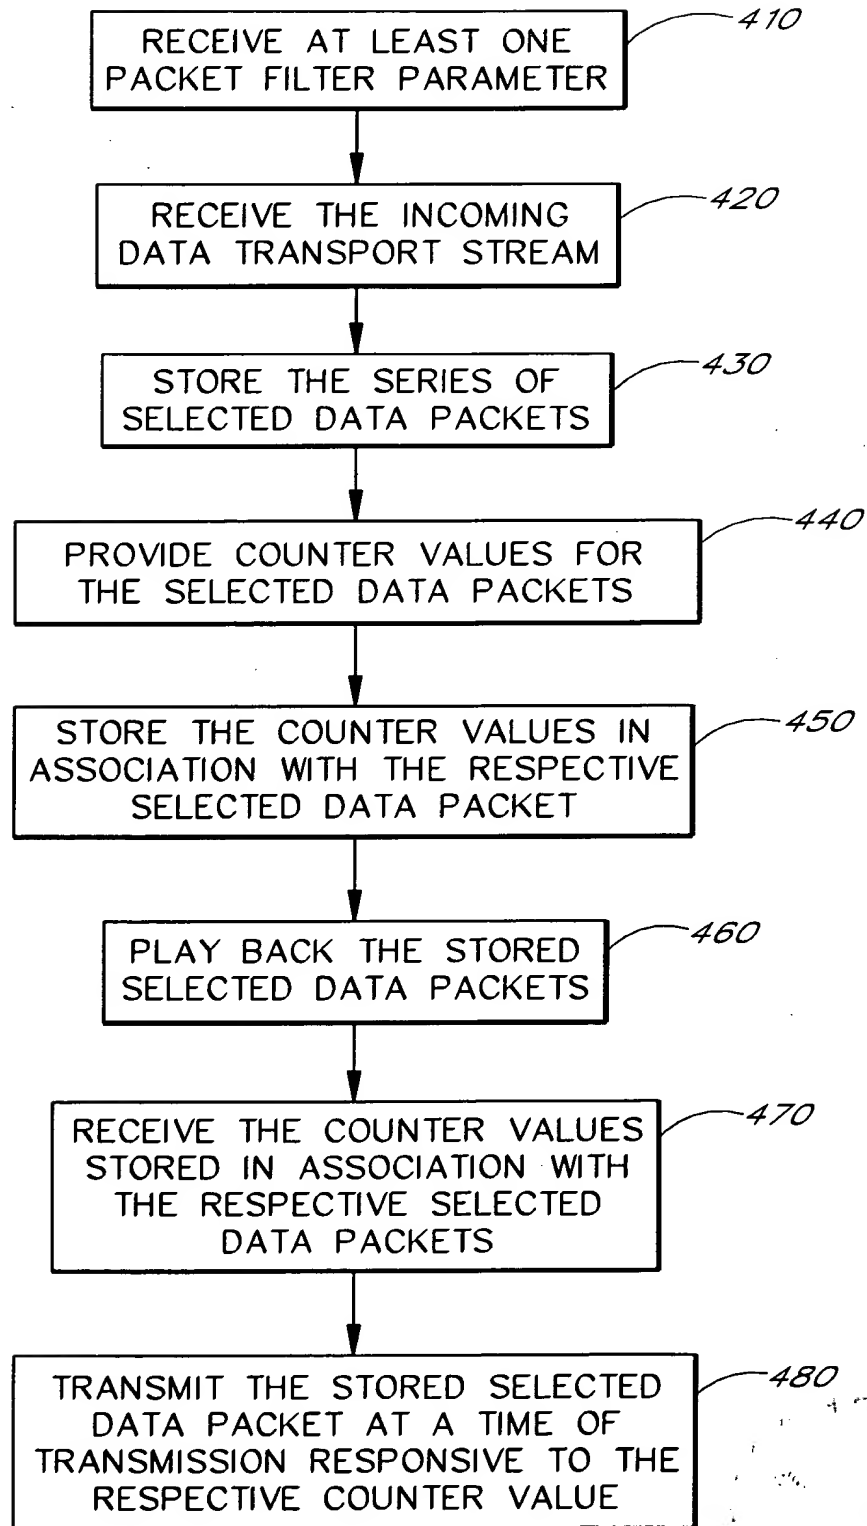 RECEIVE AT LEAST ONE
PACKET FILTER PARAMETER
410
RECEIVE THE INCOMING
DATA TRANSPORT STREAM
420
STORE THE SERIES OF
SELECTED DATA PACKETS
430
PROVIDE COUNTER VALUES FOR
THE SELECTED DATA PACKETS
440
STORE THE COUNTER VALUES IN
ASSOCIATION WITH THE RESPECTIVE
SELECTED DATA PACKET
450
PLAY BACK THE STORED
SELECTED DATA PACKETS
460
RECEIVE THE COUNTER VALUES
STORED IN ASSOCIATION WITH
THE RESPECTIVE SELECTED
DATA PACKETS
470
TRANSMIT THE STORED SELECTED
DATA PACKET AT A TIME OF
TRANSMISSION RESPONSIVE TO THE
RESPECTIVE COUNTER VALUE
480